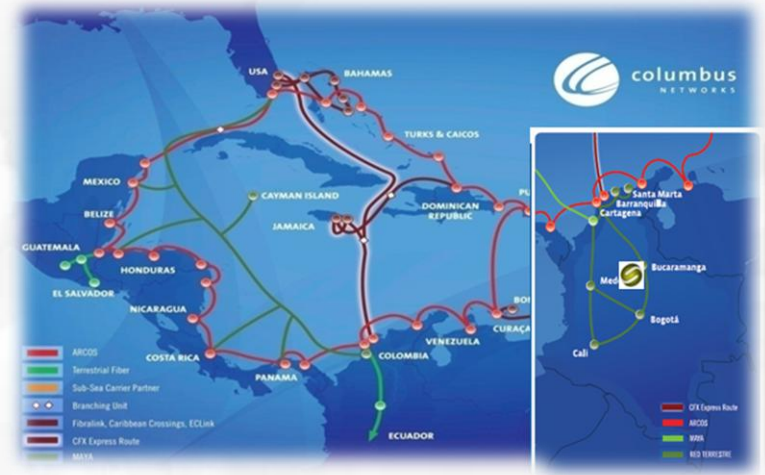 USA
BAHAMAS
columbus
NETWORKS
TURKS & CAICOS
MEXICO
CAYMAN ISLAND
DOMINICAN
REPUBLIC
BELIZE
JAMAICA
GUATEMALA
HONDURAS
EL SALVADOR
NICARAGUA
COSTA RICA
PANAMA
COLOMBIA
VENEZUELA
ECUADOR
ARCOS
Terrestrial Fiber
Sub-Sea Carrier Partner
Branching Unit
Fibralink, Caribbean Crossings, ECLink
CFX Express Route
MAYA
Santa Marta
Barranquilla
Cartagena
Bucaramanga
Bogotá
Cali
CFX Express Route
ARCOS
MAYA
RED TERRESTRE